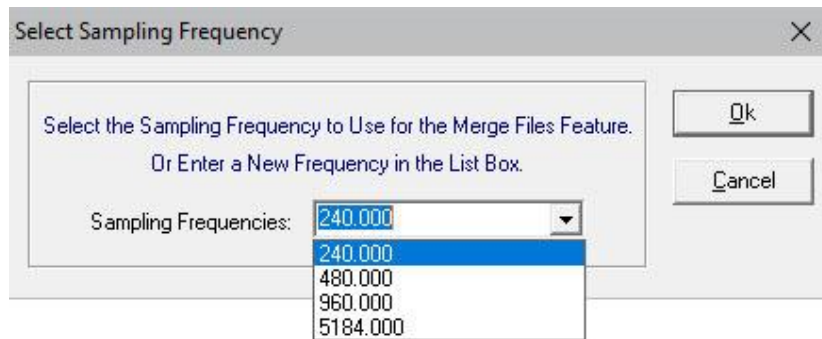 Select Sampling Frequency
Select the Sampling Frequency to Use for the Merge Files Feature.
Or Enter a New Frequency in the List Box.
Sampling Frequencies: 240.000
240.000
480.000
960.000
5184.000
Ok
Cancel